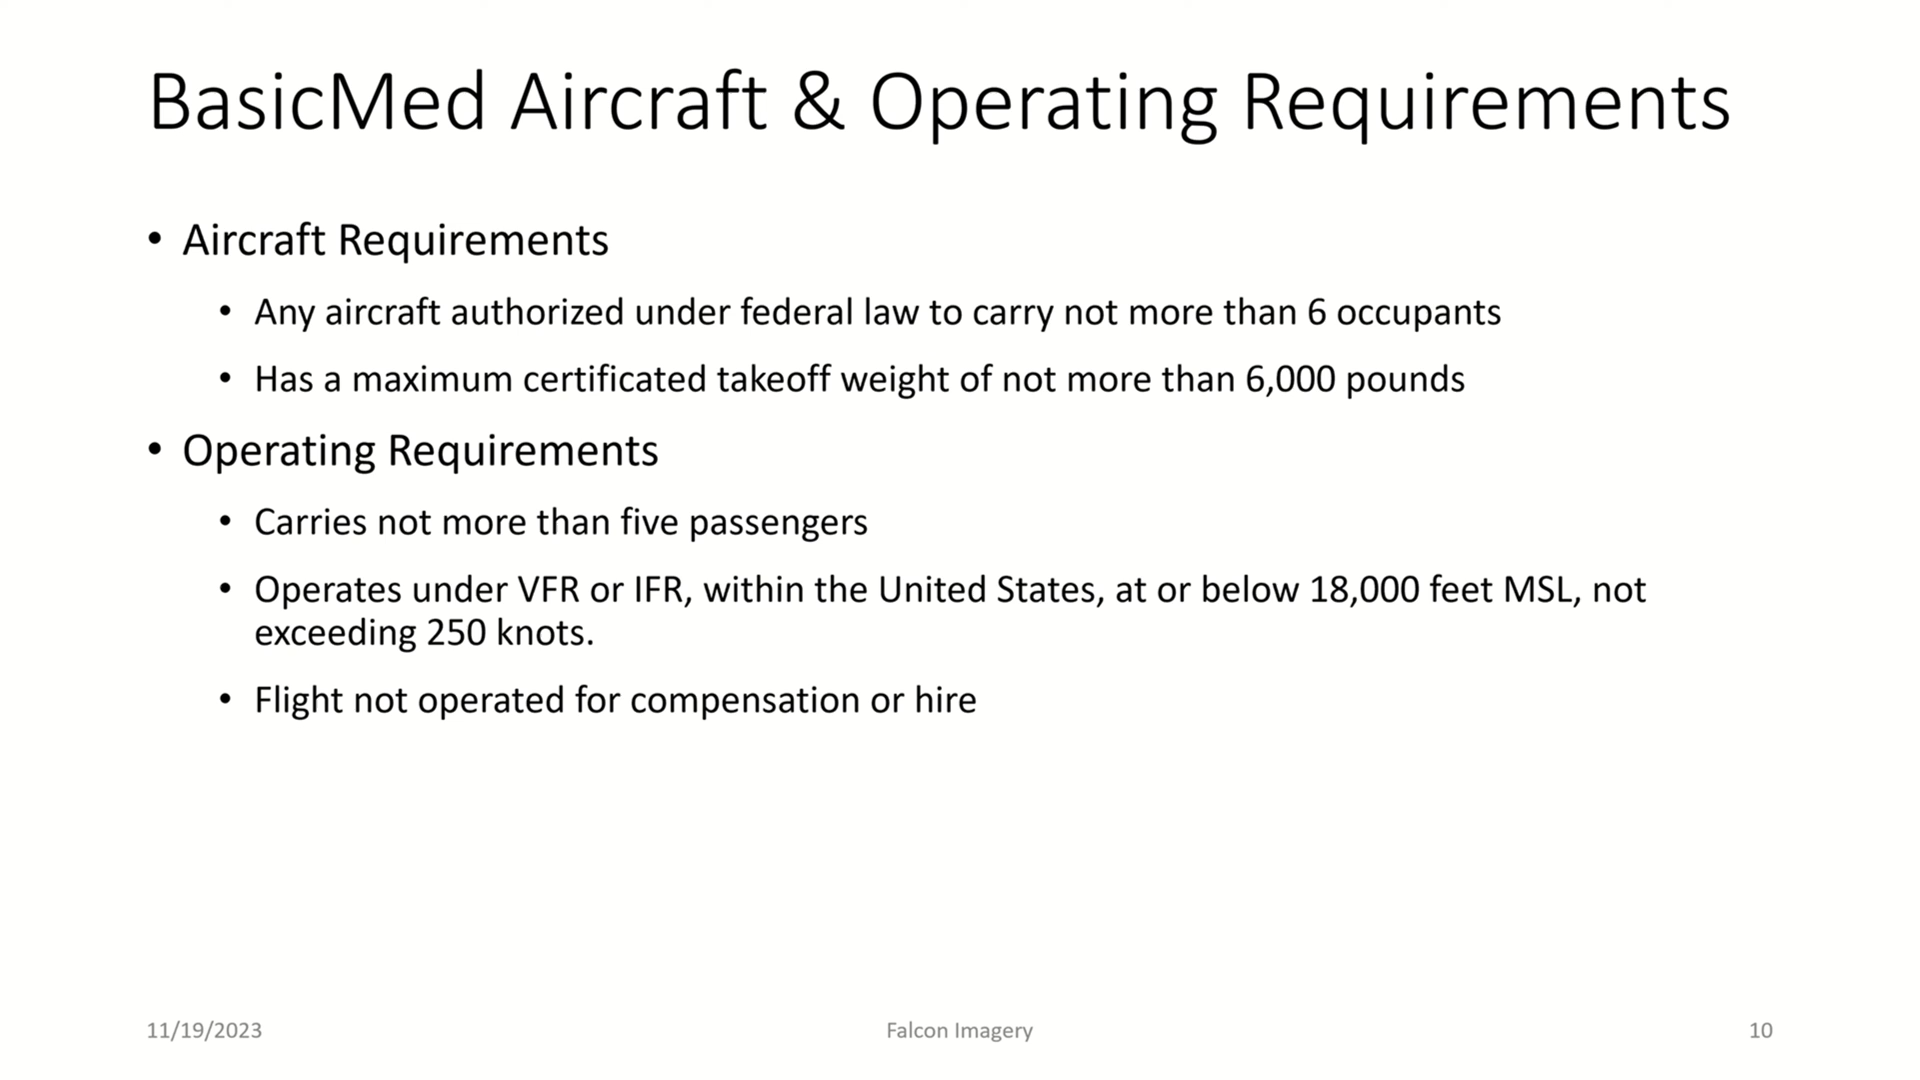 BasicMed Aircraft & Operating Requirements
• Aircraft Requirements
• Any aircraft authorized under federal law to carry not more than 6 occupants
• Has a maximum certificated takeoff weight of not more than 6,000 pounds
• Operating Requirements
• Carries not more than five passengers
• Operates under VFR or IFR, within the United States, at or below 18,000 feet MSL, not
exceeding 250 knots.
• Flight not operated for compensation or hire
11/19/2023
Falcon Imagery
10